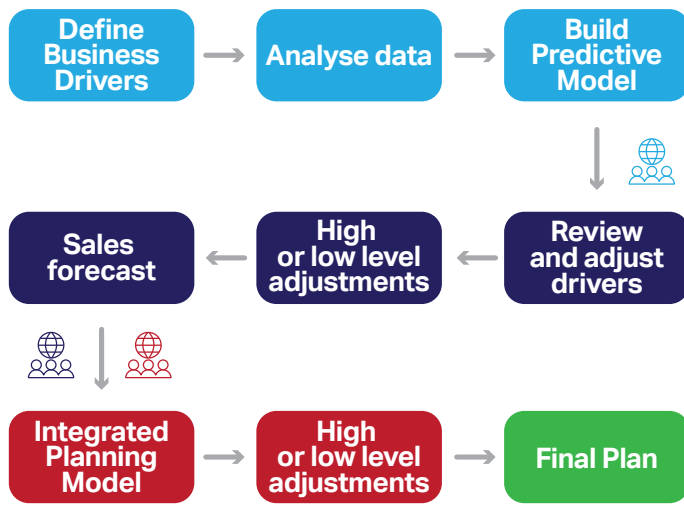 Define
Business
Drivers
Analyse data
Build
Predictive
Model
Review
and adjust
drivers
High
or low level
adjustments
Sales
forecast
Integrated
Planning
Model
High
or low level
adjustments
Final Plan